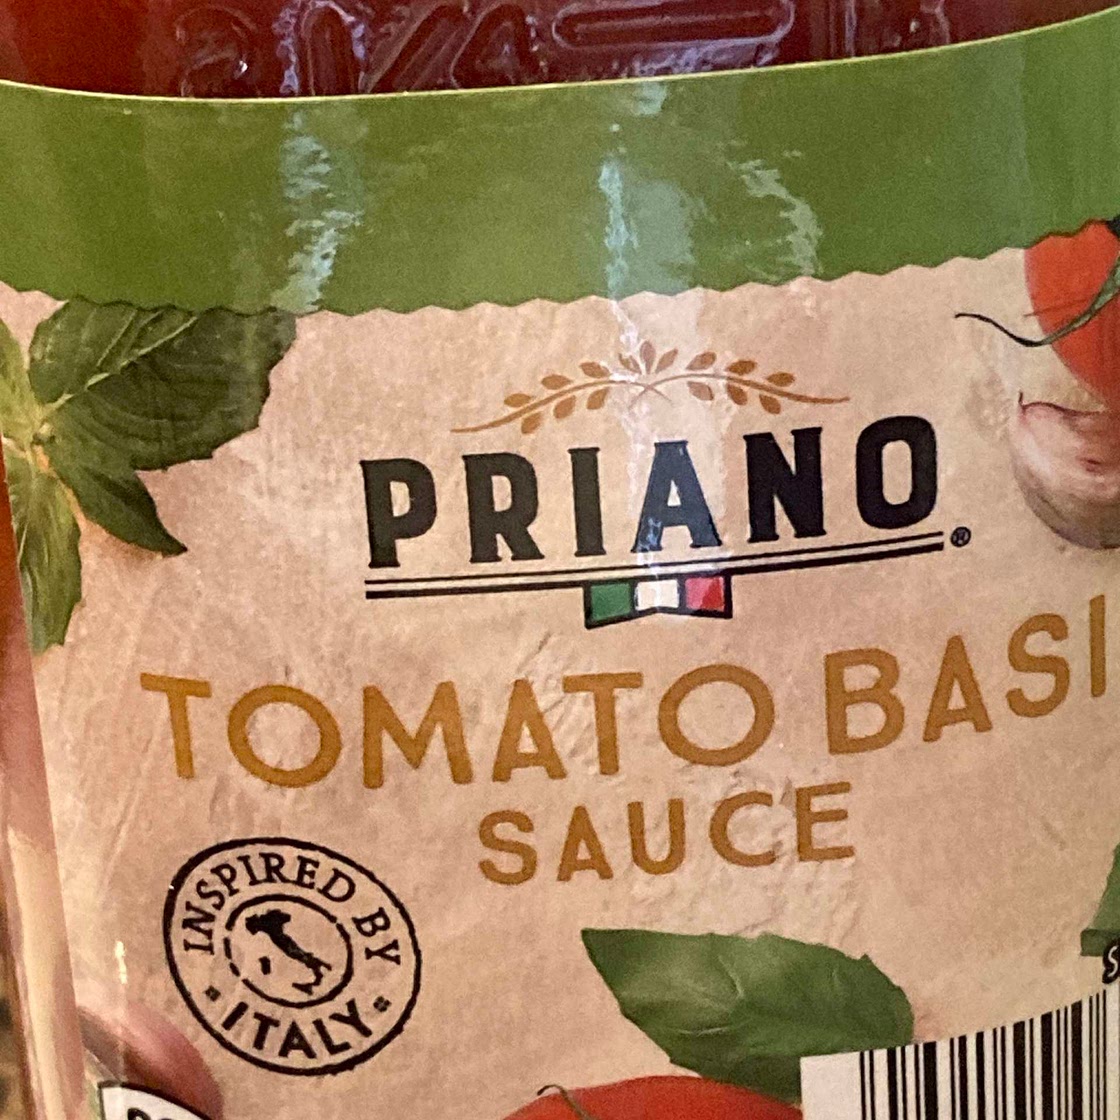 PRIANO®
TOMATO BASI
SAUCE
INSPIRED BY
ITALY